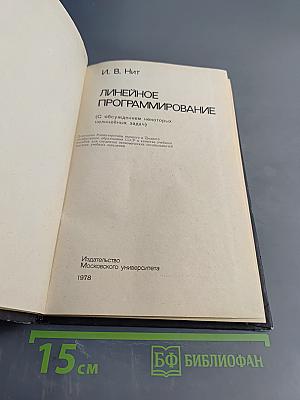 И. В. Нит
ЛИНЕЙНОЕ
ПРОГРАММИРОВАНИЕ
(С обсуждением некоторых
нелинейных задач)
Издательство
Московского университета
1978
15 см
БФ БИБЛИОФАН